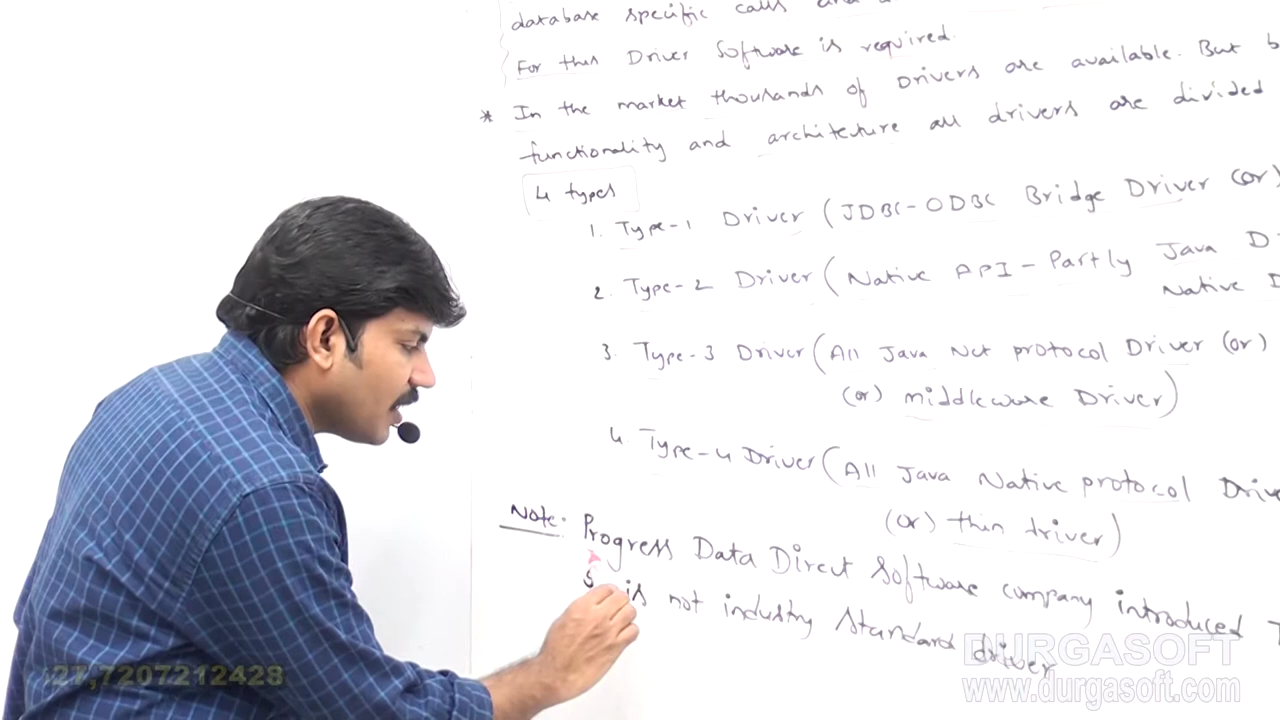 database specific calls and
For this Driver Software is required.
* In the market thousands of Drivers are available. But b
functionality and architecture all drivers are divided
4 types
1. Type-1 Driver (JDBC-ODBC Bridge Driver (or)
2. Type-2 Driver (Native API - Partly Java D
Native D
3. Type-3 Driver (All Java Net protocol Driver (or)
(or) middleware Driver)
4 Type-4 Driver (All Java Native protocol Driv
(or) thin driver)
Note: Progress Data Direct Software company introduced T
5 is not industry Standard driver
DURGASOFT
www.durgasoft.com
27,7207212428